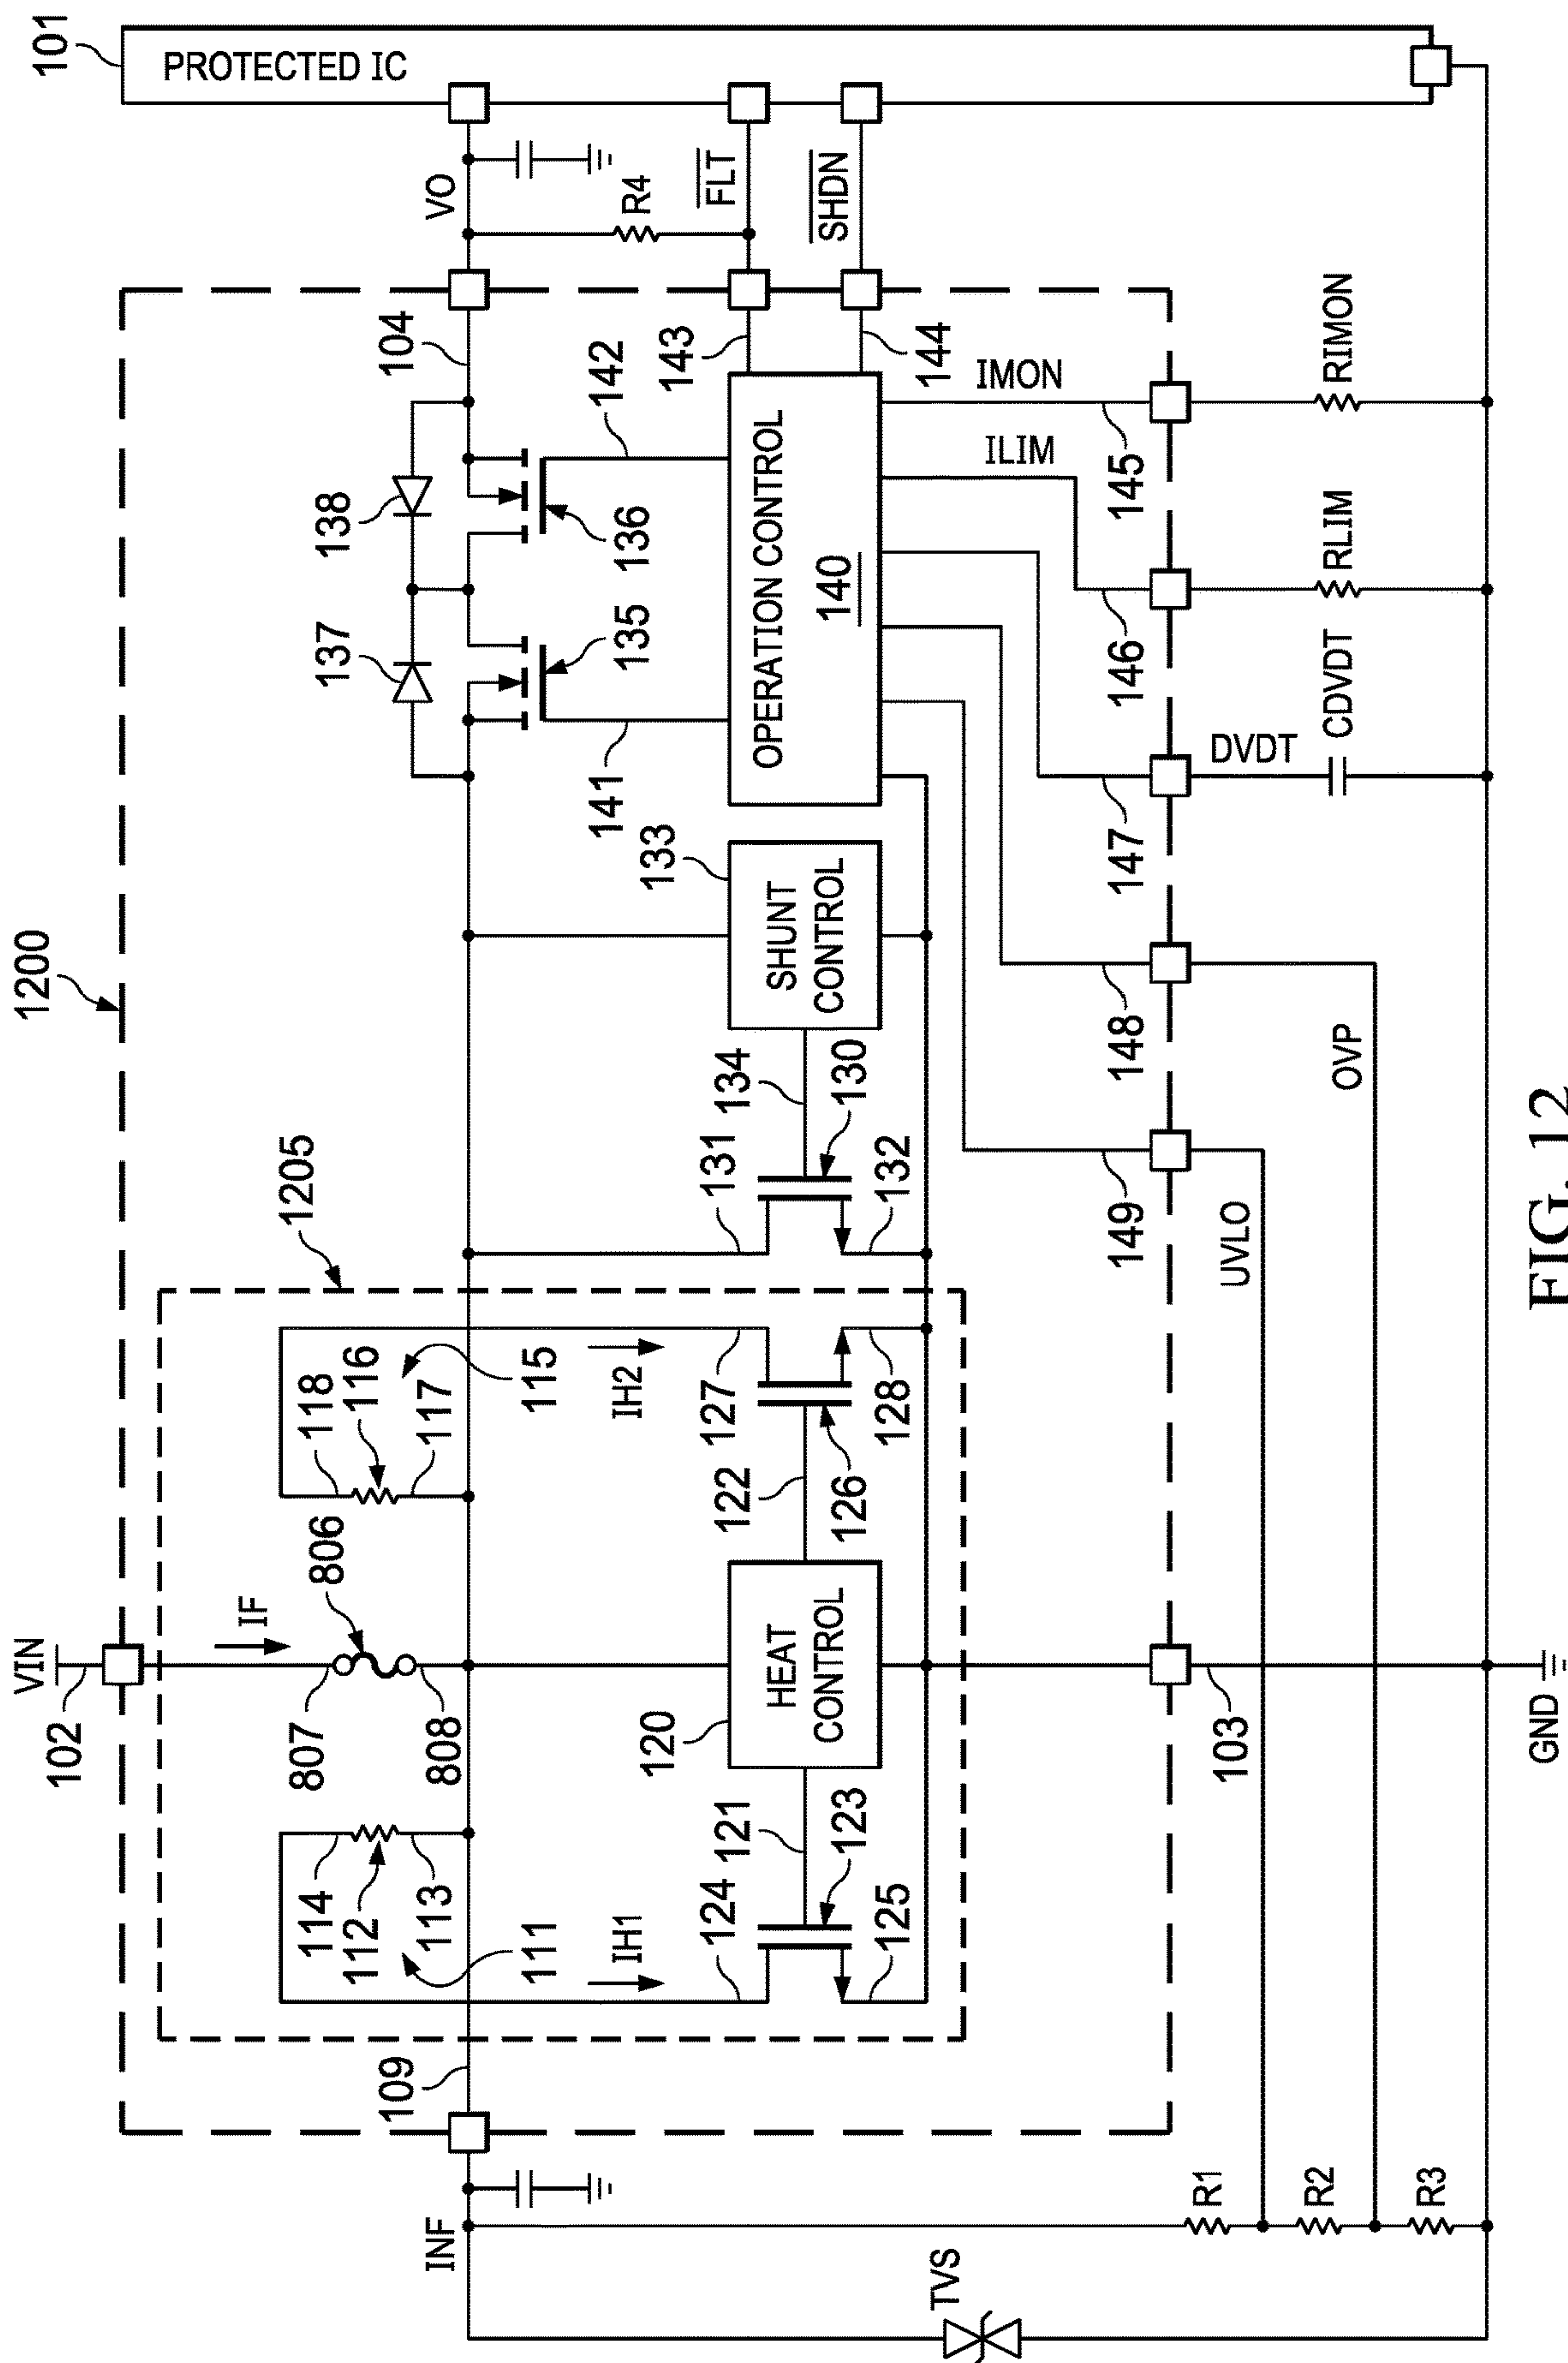 101
PROTECTED IC
VO
R4
FLT
SHDN
104
142
143
144
138
136
137
135
141
OPERATION CONTROL
140
IMON
ILIM
145
146
147
148
149
RIMON
RLIM
DVDT
CDVDT
133
SHUNT
CONTROL
134
130
131
132
1200
1205
OVP
UVLO
118
116
117
115
IH2
127
128
122
126
VIN
102
IF
806
807
808
HEAT
CONTROL
120
103
GND
114
112
113
111
IH1
121
123
124
125
109
INF
R1
R2
R3
TVS
FIG. 12